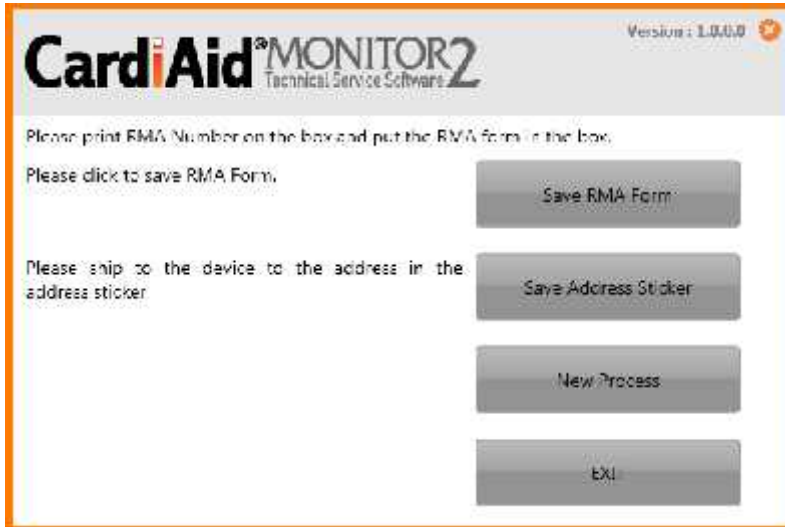 Version : 1.0.0.0
CardiAid® MONITOR2
Technical Service Software
Please print RMA Number on the box and put the RMA form in the box.
Please click to save RMA Form.
Save RMA Form
Please ship to the device to the address in the
address sticker
Save Address Sticker
New Process
EXIT